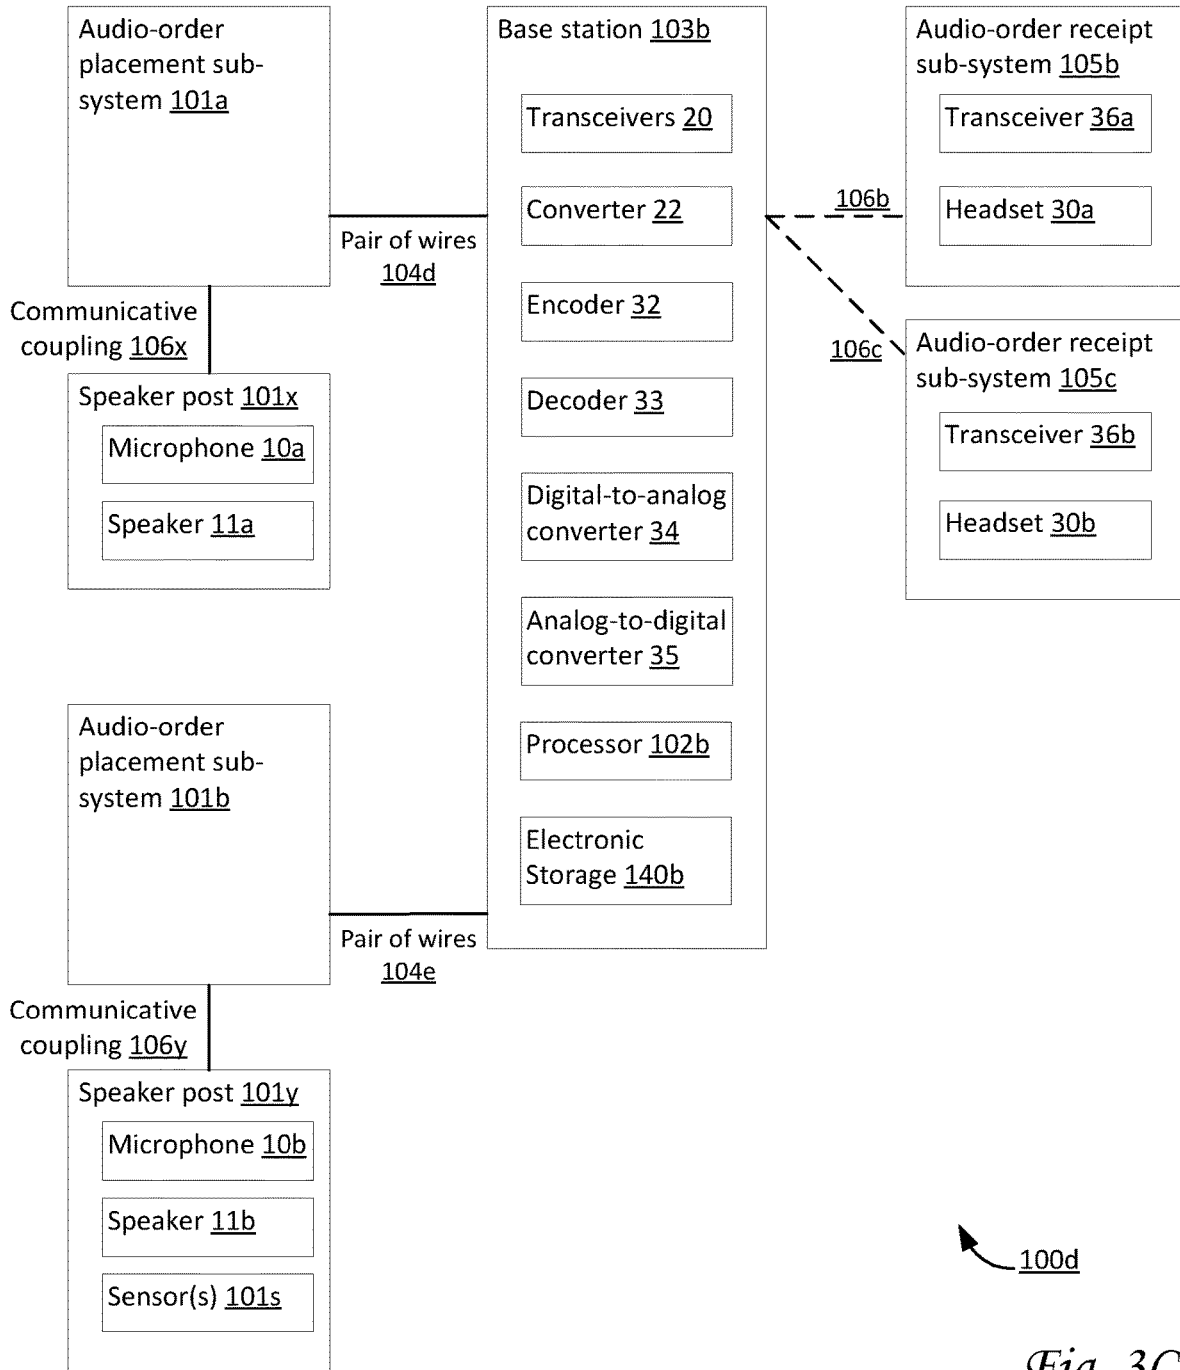 Audio-order
placement sub-
system 101a
Communicative
coupling 106x
Speaker post 101x
Microphone 10a
Speaker 11a
Audio-order
placement sub-
system 101b
Communicative
coupling 106y
Speaker post 101y
Microphone 10b
Speaker 11b
Sensor(s) 101s
Pair of wires
104d
Pair of wires
104e
Base station 103b
Transceivers 20
Converter 22
Encoder 32
Decoder 33
Digital-to-analog
converter 34
Analog-to-digital
converter 35
Processor 102b
Electronic
Storage 140b
106b
106c
Audio-order receipt
sub-system 105b
Transceiver 36a
Headset 30a
Audio-order receipt
sub-system 105c
Transceiver 36b
Headset 30b
100d
Fig. 3C